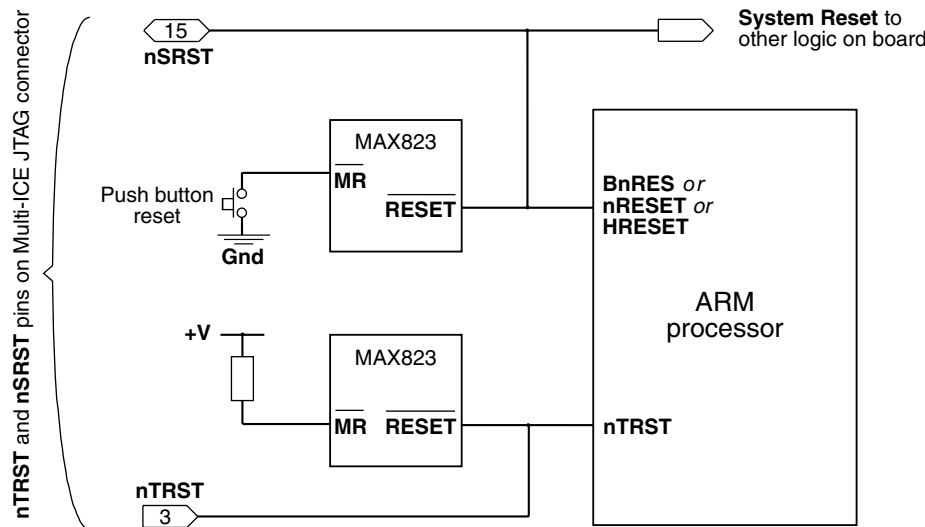 nTRST and nSRST pins on Multi-ICE JTAG connector
15
nSRST
System Reset to
other logic on board
MAX823
MR
RESET
Push button
reset
Gnd
BnRES or
nRESET or
HRESET
ARM
processor
+V
MAX823
MR RESET
nTRST
nTRST
3